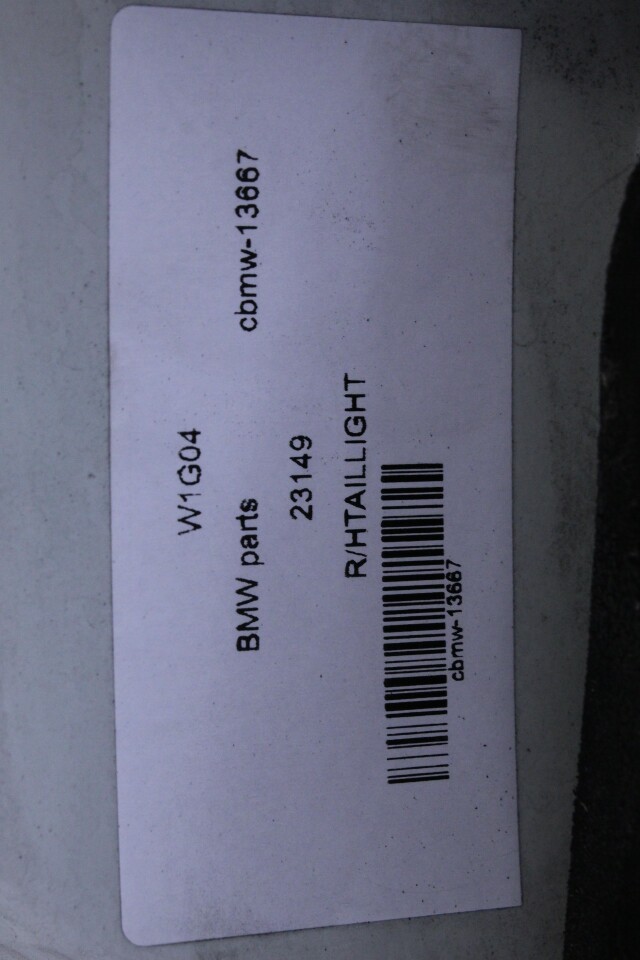 W1G04
BMW parts cbmw-13667
23149
R/HTAILLIGHT
cbmw-13667